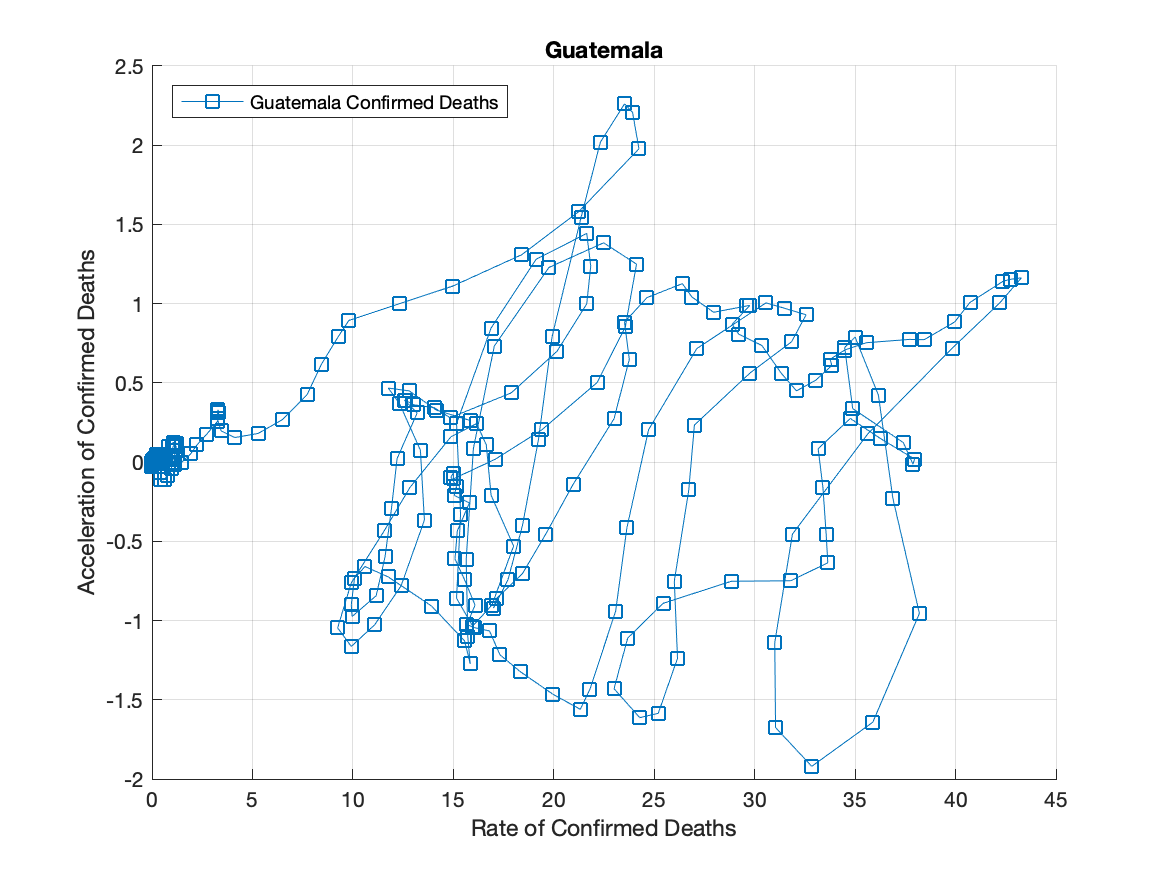 Guatemala
Guatemala Confirmed Deaths
2.5
2
1.5
1
0.5
0
-0.5
-1
-1.5
-2
Acceleration of Confirmed Deaths
0 5 10 15 20 25 30 35 40 45
Rate of Confirmed Deaths